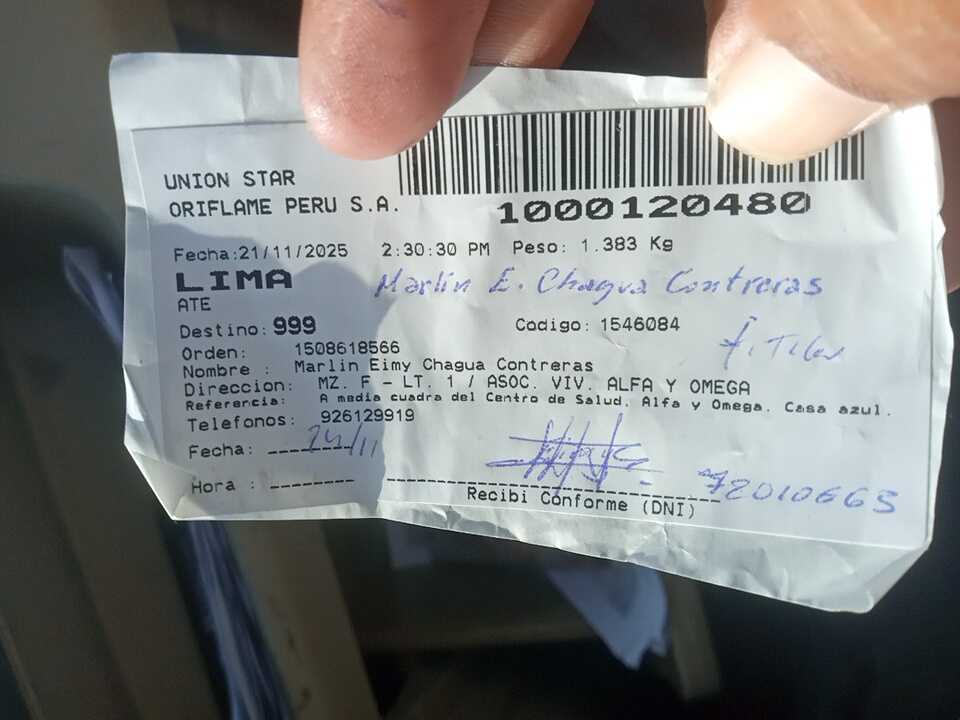 UNION STAR
ORIFLAME PERU S.A.
1000120480
Fecha:21/11/2025 2:30:30 PM Peso: 1.383 Kg
LIMA
Marlin E. Chagua Contreras
ATE
Destino: 999 Codigo: 1546084
Orden: 1508618566
Nombre : Marlin Eimy Chagua Contreras
Direccion: MZ. F - LT. 1 / ASOC. VIV. ALFA Y OMEGA
Referencia: A media cuadra del Centro de Salud. Alfa y Omega. Casa azul.
Telefonos: 926129919
Fecha: 24/11
Hora :
72010665
Recibi Conforme (DNI)